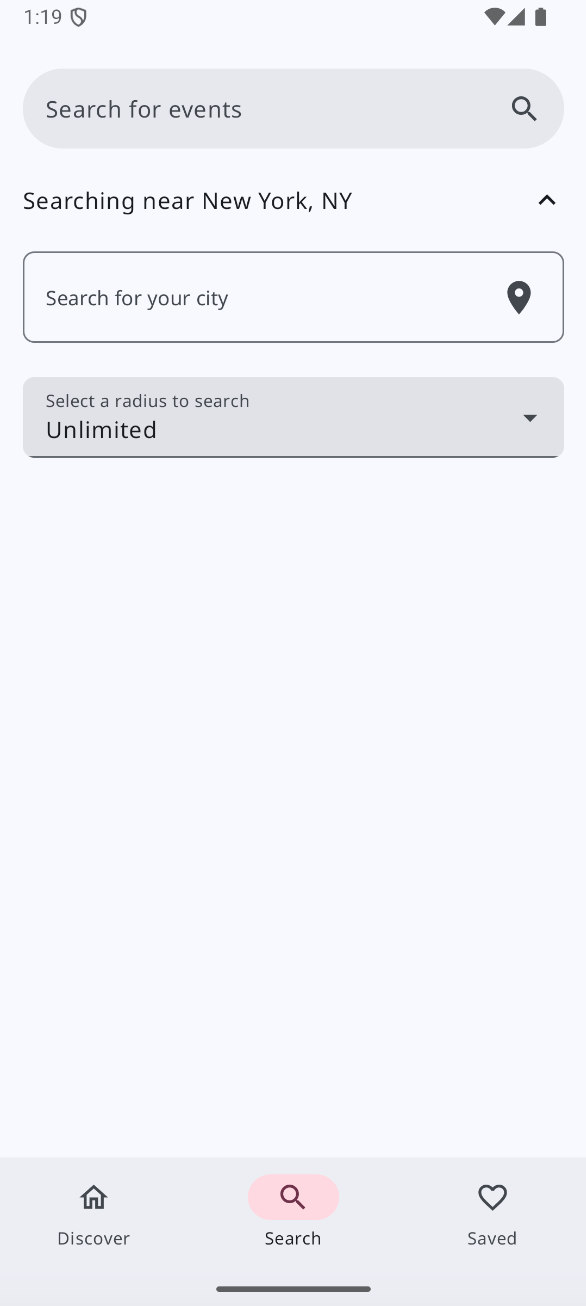 1:19
Search for events
Searching near New York, NY
Search for your city
Select a radius to search
Unlimited
Discover
Search
Saved